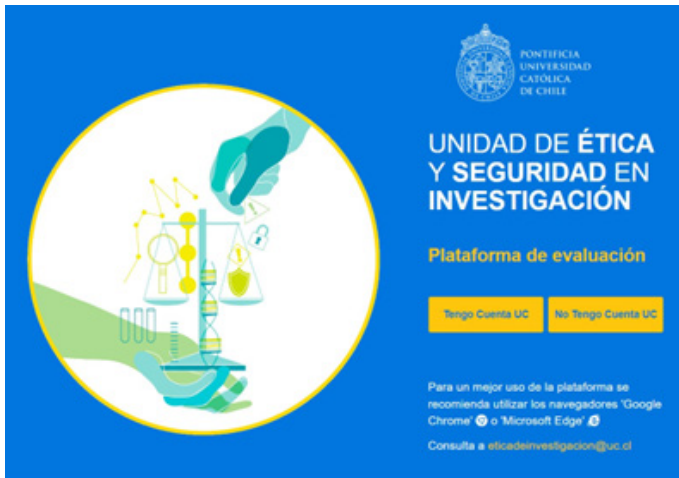 PONTIFICIA
UNIVERSIDAD
CATÓLICA
DE CHILE
UNIDAD DE ÉTICA
Y SEGURIDAD EN
INVESTIGACIÓN
Plataforma de evaluación
Tengo Cuenta UC
No Tengo Cuenta UC
Para un mejor uso de la plataforma se
recomienda utilizar los navegadores 'Google
Chrome' o 'Microsoft Edge'
Consulta a eticadeinvestigacion@uc.cl